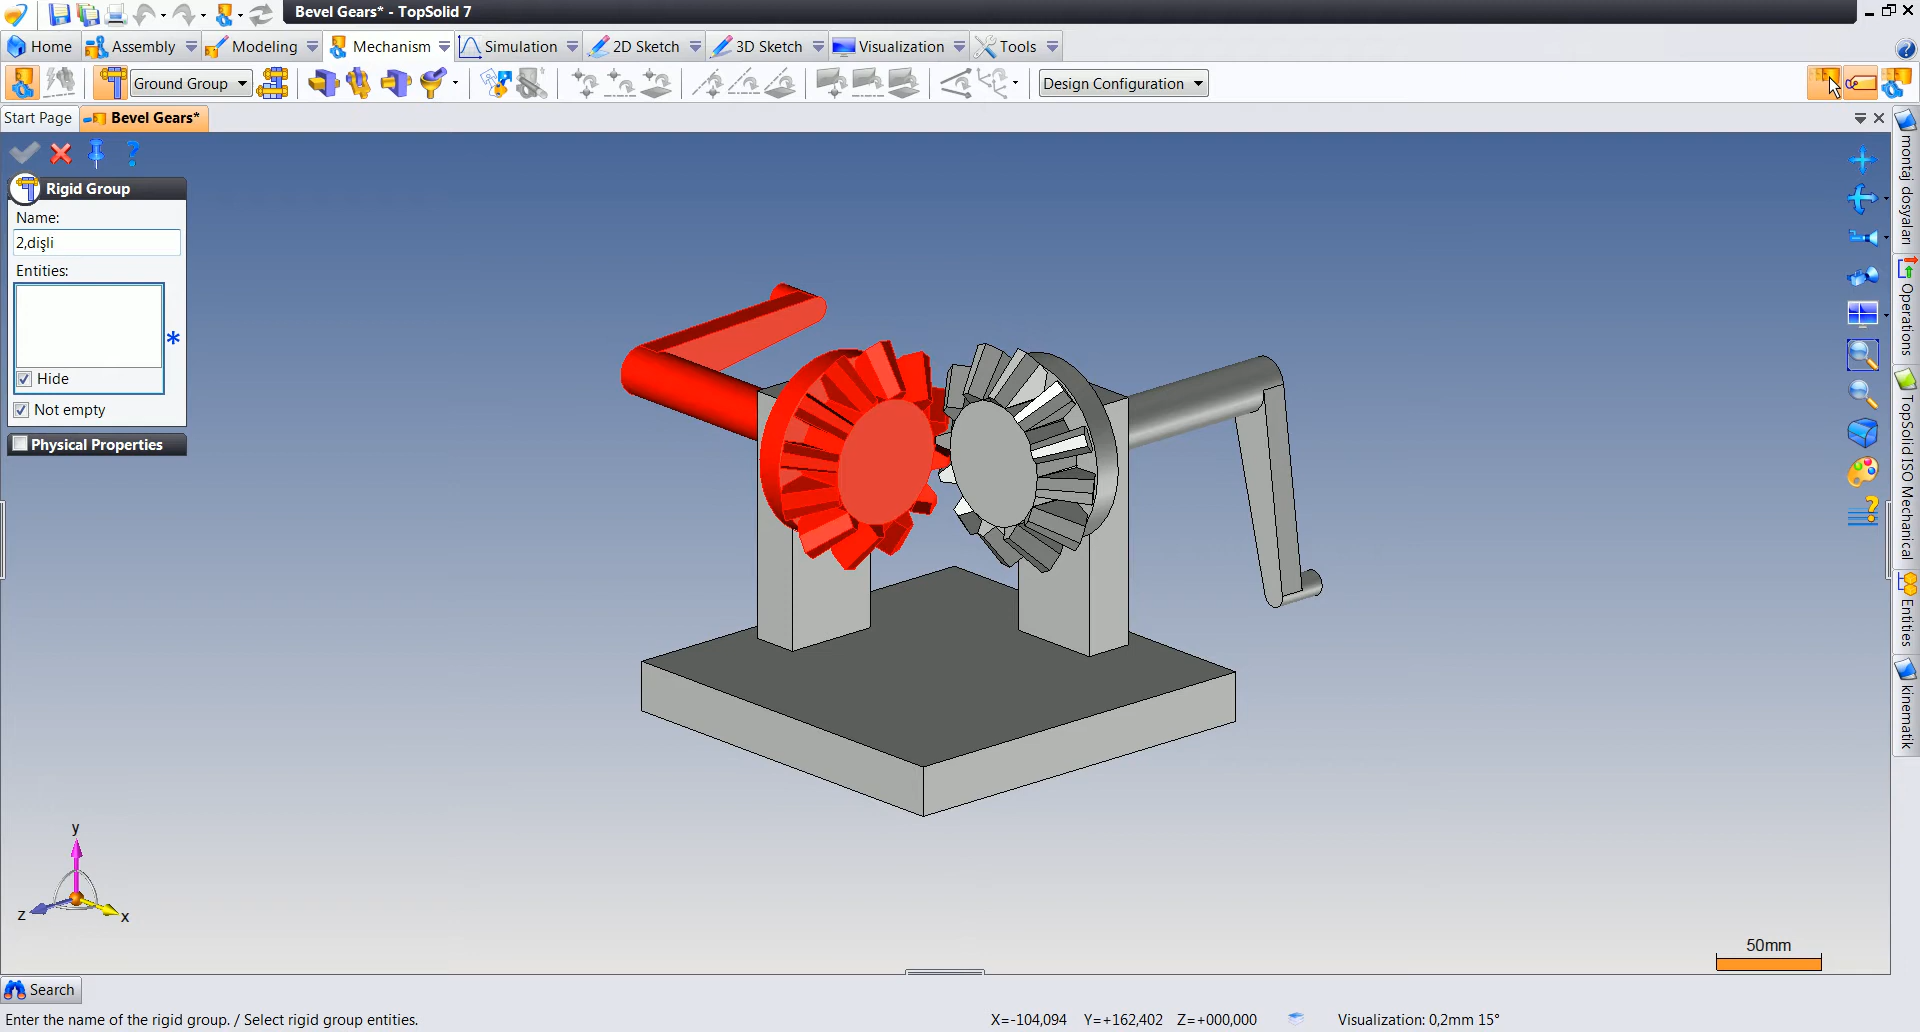 Bevel Gears* - TopSolid 7
Home Assembly Modeling Mechanism Simulation 2D Sketch 3D Sketch Visualization Tools
Ground Group Design Configuration
Start Page Bevel Gears*
Rigid Group
Name:
2,dişli
Entities:
*
Hide
Not empty
Physical Properties
montaj dosyaları
Operations
TopSolid ISO Mechanical
Entities
kinematik
y
z
x
50mm
Search
Enter the name of the rigid group. / Select rigid group entities.
X=-104,094 Y=+162,402 Z=+000,000 Visualization: 0,2mm 15°